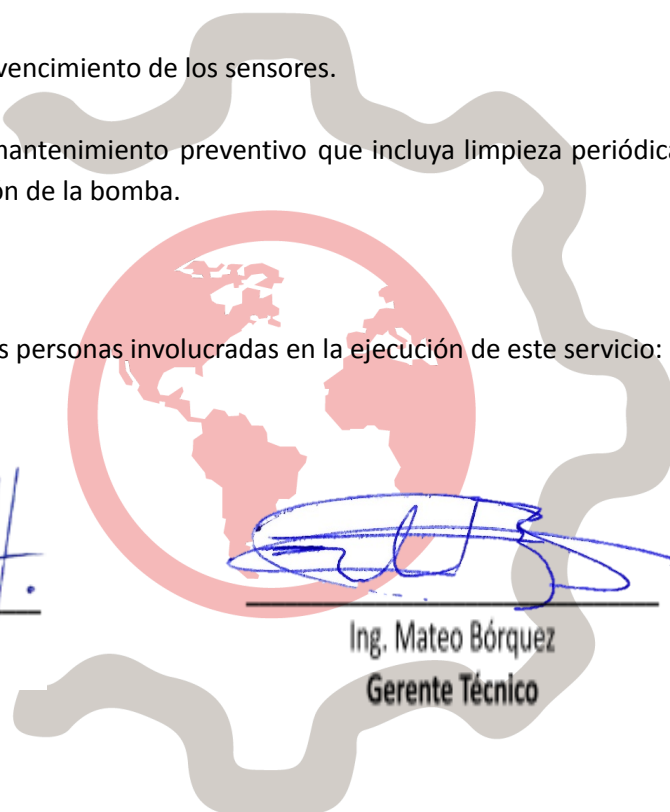 vencimiento de los sensores.
mantenimiento preventivo que incluya limpieza periódica
ón de la bomba.
s personas involucradas en la ejecución de este servicio:
Ing. Mateo Bórquez
Gerente Técnico